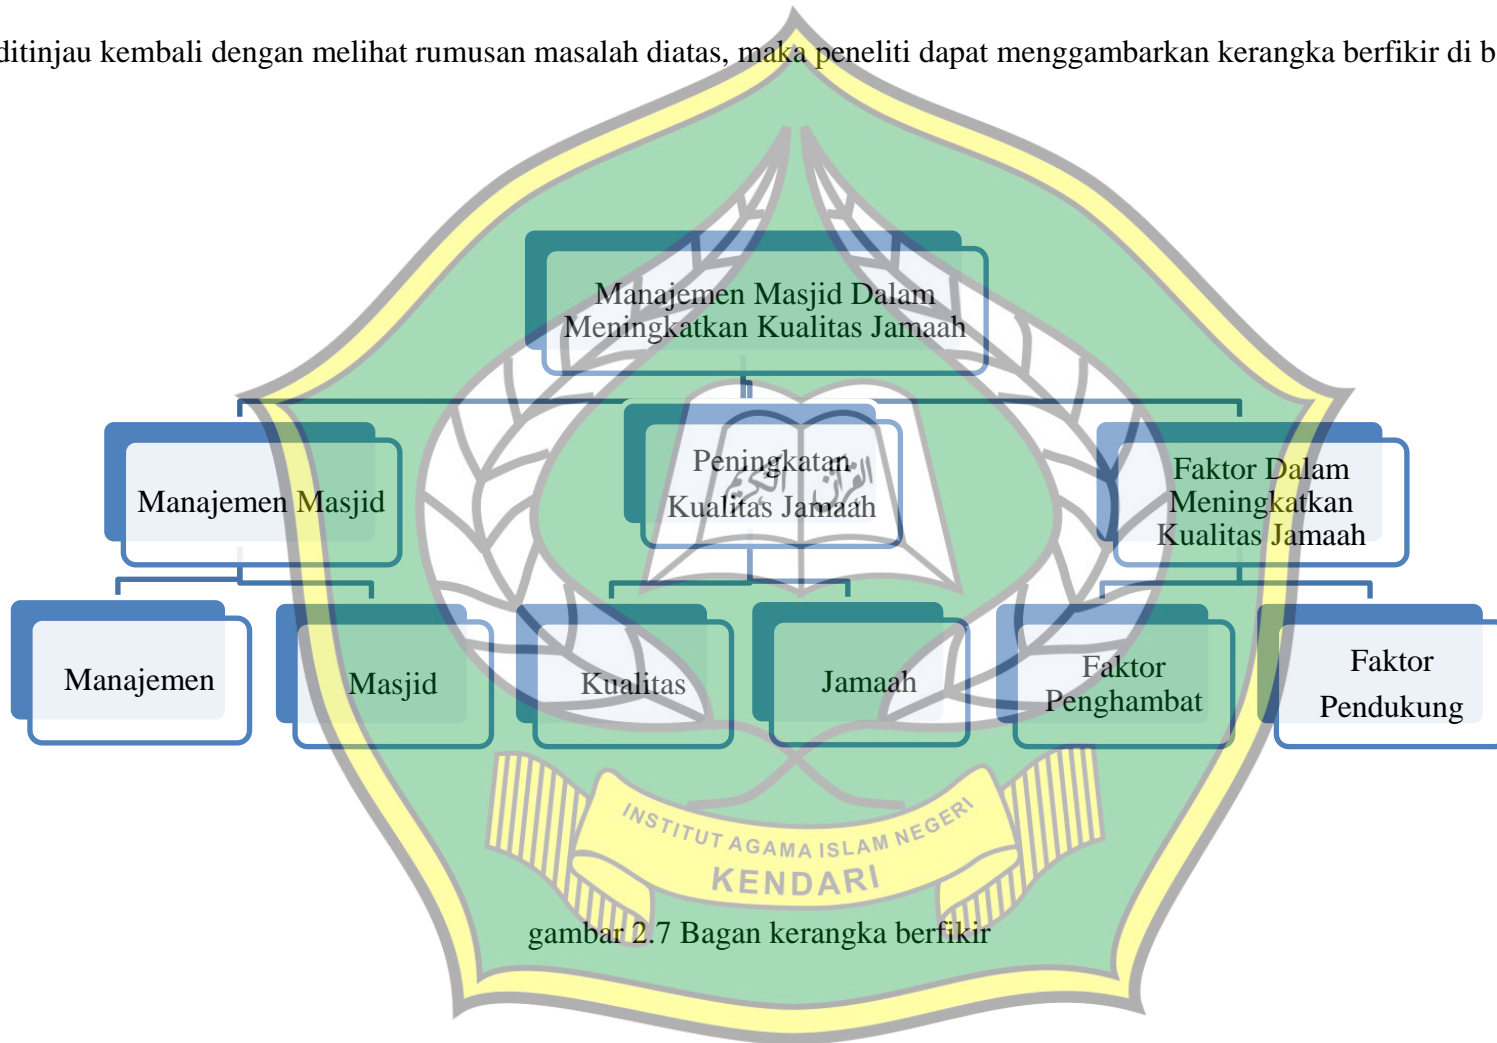 ditinjau kembali dengan melihat rumusan masalah diatas, maka peneliti dapat menggambarkan kerangka berfikir di b
Manajemen Masjid Dalam
Meningkatkan Kualitas Jamaah
Manajemen Masjid
Peningkatan
Kualitas Jamaah
القرآن الكريم
Faktor Dalam
Meningkatkan
Kualitas Jamaah
Manajemen
Masjid
Kualitas
Jamaah
Faktor
Penghambat
Faktor
Pendukung
INSTITUT AGAMA ISLAM NEGERI
KENDARI
gambar 2.7 Bagan kerangka berfikir